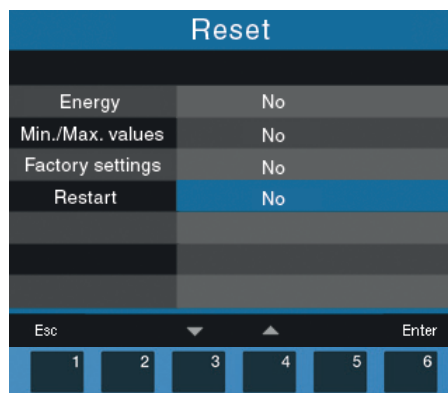 Reset
Energy No
Min./Max. values No
Factory settings No
Restart No
Esc Enter
1 2 3 4 5 6